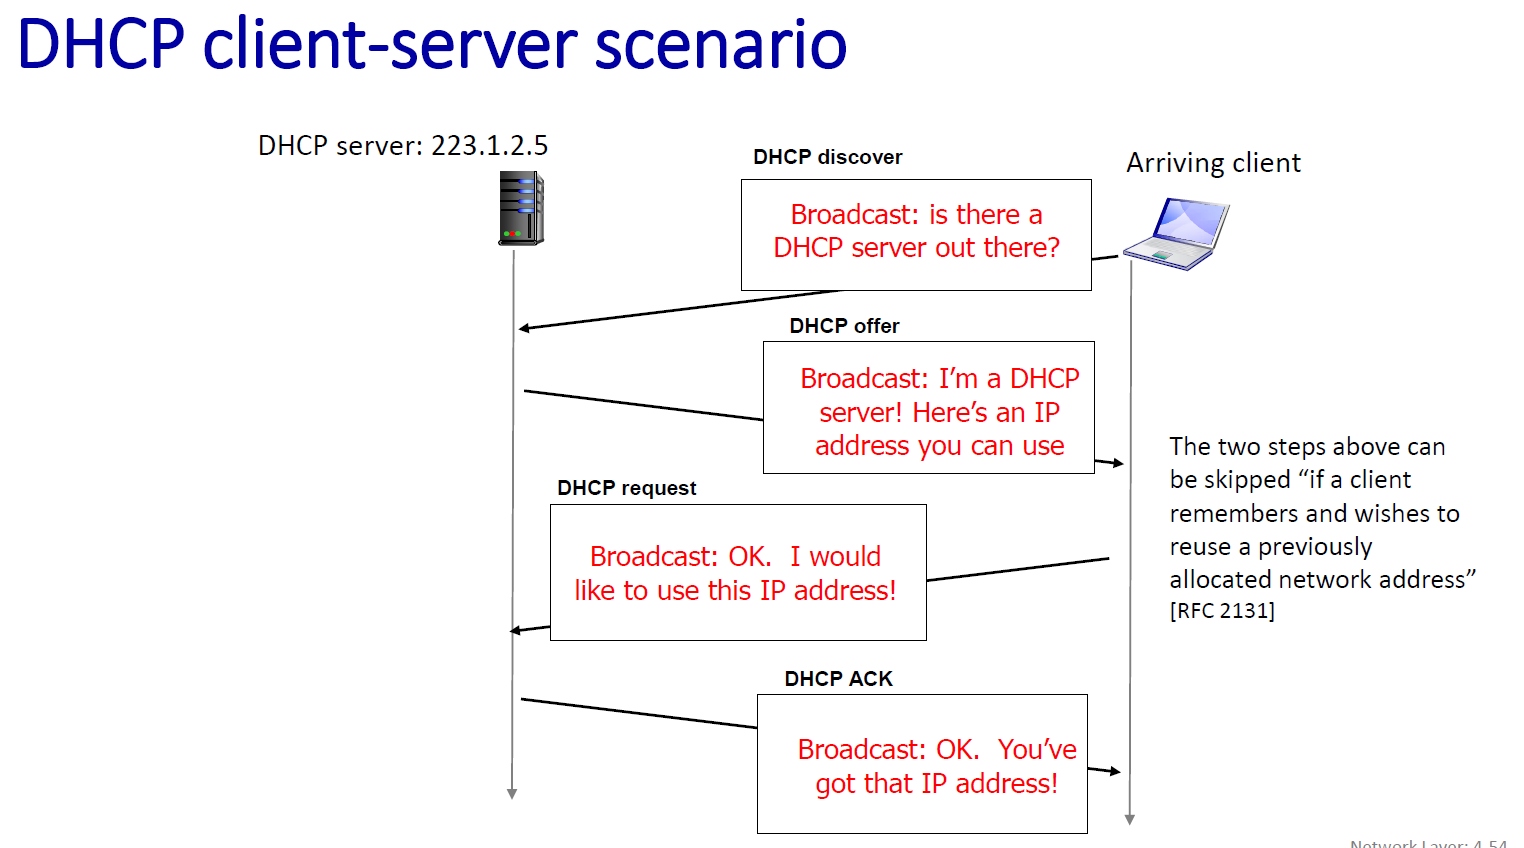 DHCP client-server scenario
DHCP server: 223.1.2.5
DHCP discover
Arriving client
Broadcast: is there a
DHCP server out there?
DHCP offer
Broadcast: I'm a DHCP
server! Here's an IP
address you can use
The two steps above can
be skipped “if a client
remembers and wishes to
reuse a previously
allocated network address”
[RFC 2131]
DHCP request
Broadcast: OK.  I would
like to use this IP address!
DHCP ACK
Broadcast: OK.  You've
got that IP address!
Network Layer: 4-54